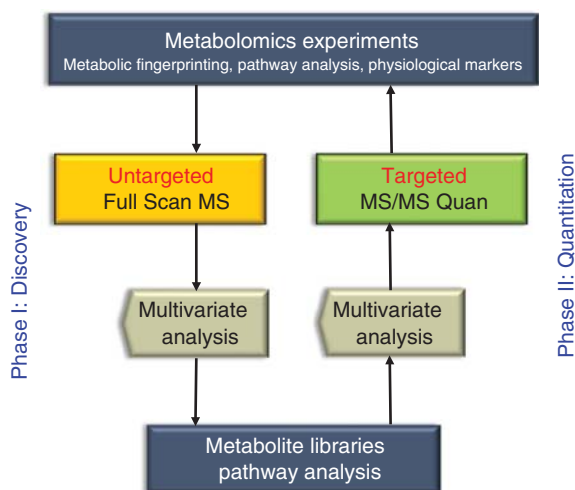 Metabolomics experiments
Metabolic fingerprinting, pathway analysis, physiological markers
Phase I: Discovery
Untargeted
Full Scan MS
Targeted
MS/MS Quan
Phase II: Quantitation
Multivariate
analysis
Multivariate
analysis
Metabolite libraries
pathway analysis